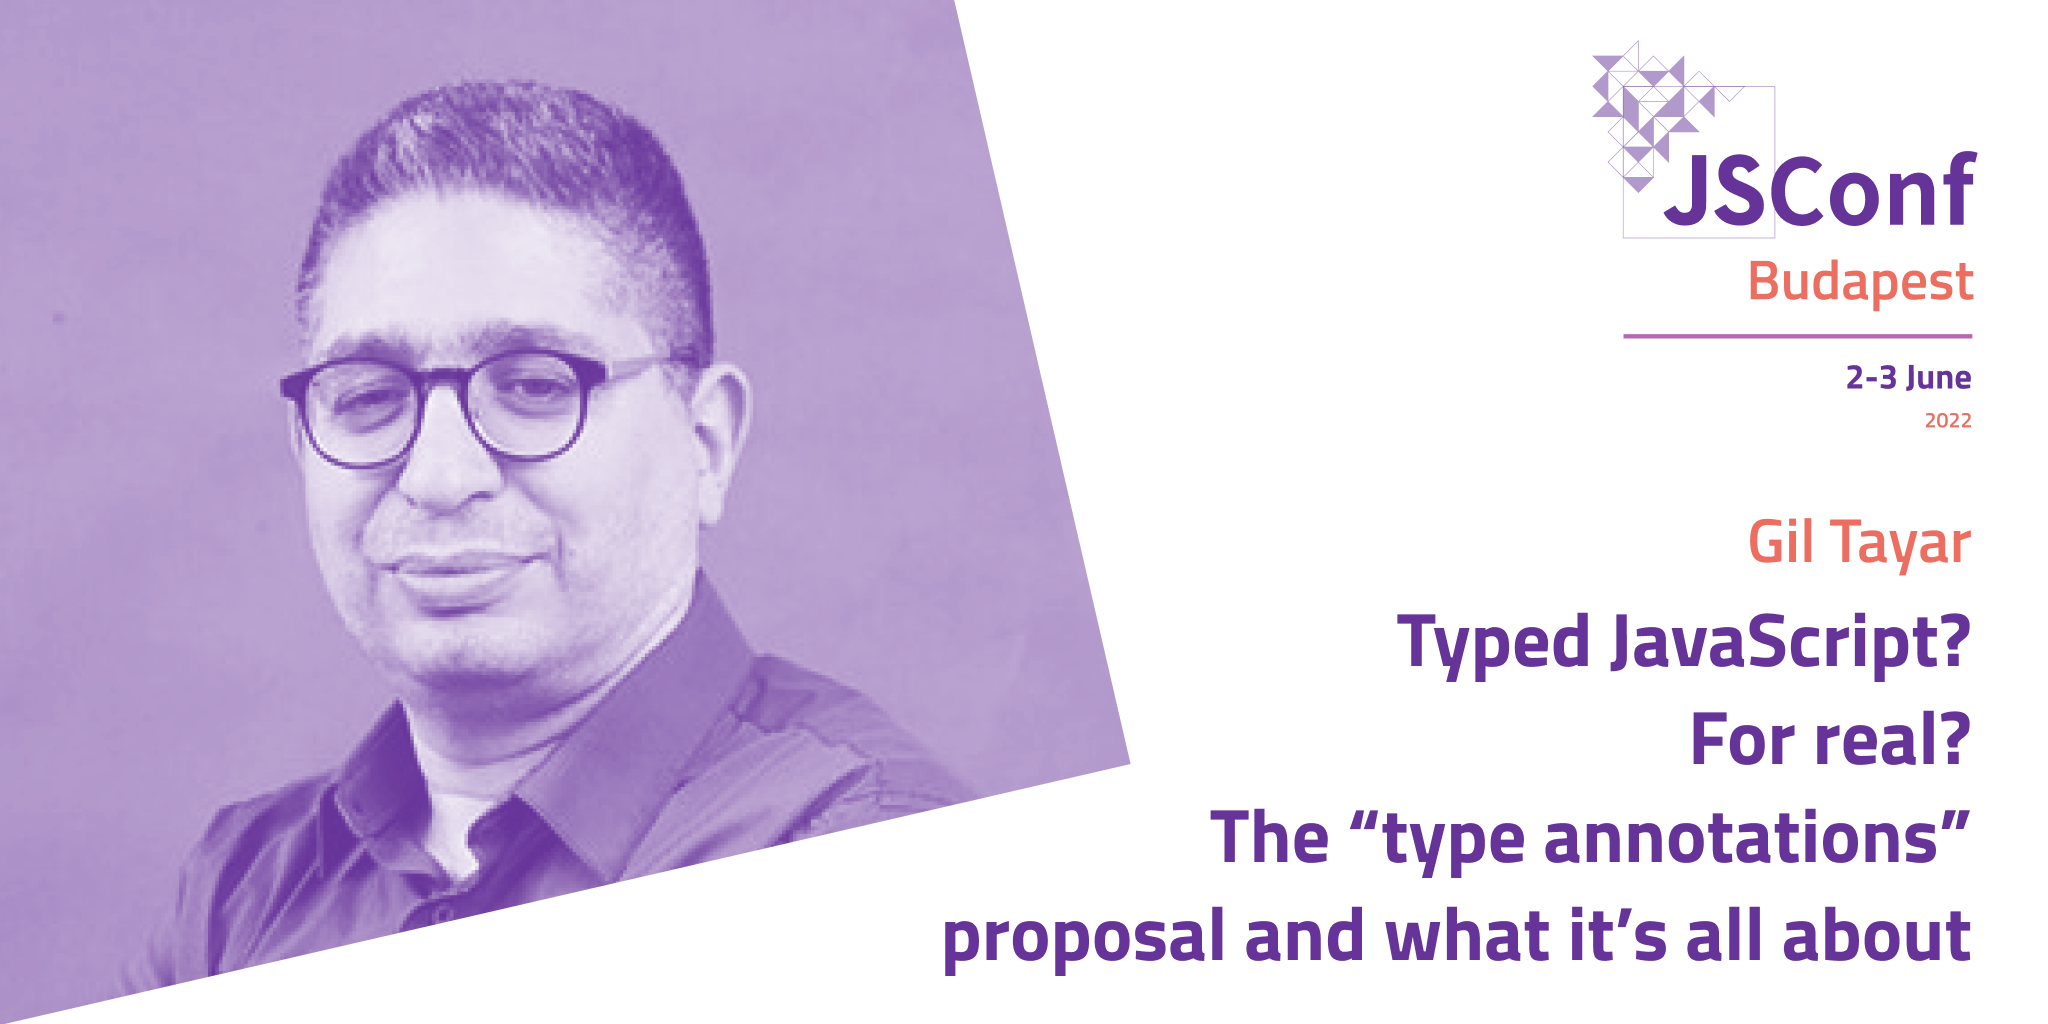 JSConf
Budapest
2-3 June
2022
Gil Tayar
Typed JavaScript?
For real?
The “type annotations”
proposal and what it’s all about